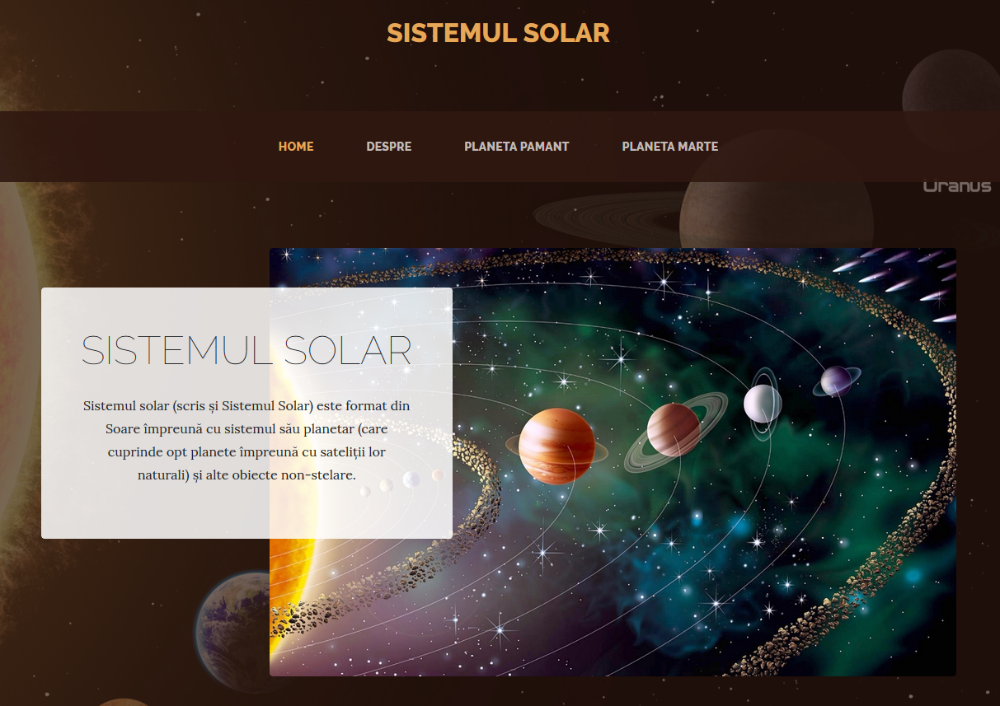 SISTEMUL SOLAR
HOME DESPRE PLANETA PAMANT PLANETA MARTE
Uranus
SISTEMUL SOLAR
Sistemul solar (scris și Sistemul Solar) este format din
Soare împreună cu sistemul său planetar (care
cuprinde opt planete împreună cu sateliții lor
naturali) și alte obiecte non-stelare.